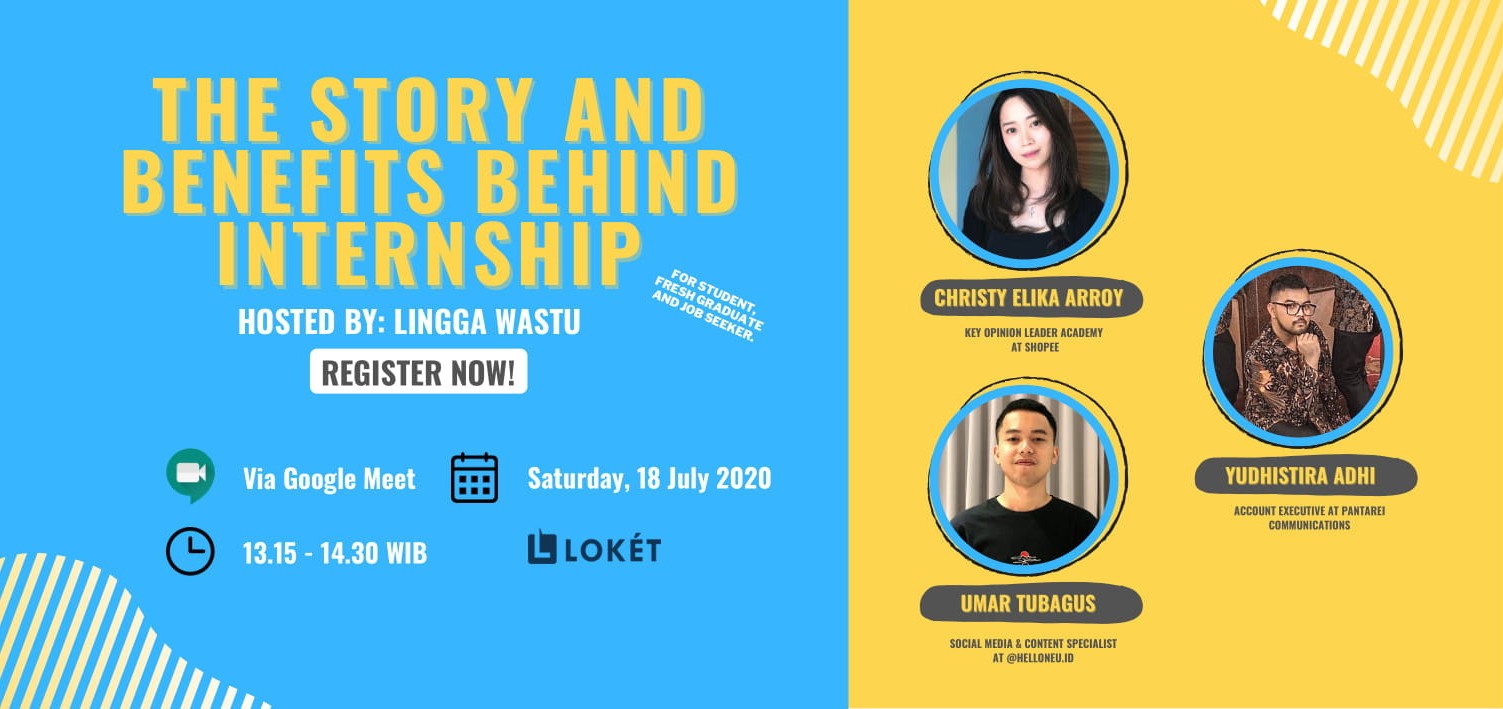 THE STORY AND
BENEFITS BEHIND
INTERNSHIP
FOR STUDENT,
FRESH GRADUATE
AND JOB SEEKER.
HOSTED BY: LINGGA WASTU
REGISTER NOW!
Via Google Meet
Saturday, 18 July 2020
13.15 - 14.30 WIB
LOKÉT
CHRISTY ELIKA ARROY
KEY OPINION LEADER ACADEMY
AT SHOPEE
YUDHISTIRA ADHI
ACCOUNT EXECUTIVE AT PANTAREI
COMMUNICATIONS
UMAR TUBAGUS
SOCIAL MEDIA & CONTENT SPECIALIST
AT @HELLONEU.ID